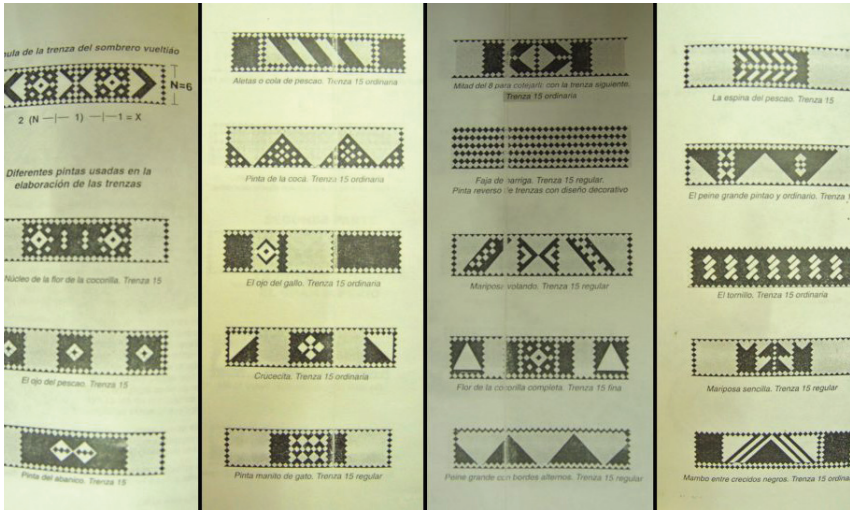 de la trenza del sombrero vueltiáo
N=6
2 (N —|— 1) —|—1 = X
Diferentes pintas usadas en la
elaboración de las trenzas
Núcleo de la flor de la cocorilla. Trenza 15
El ojo del pescao. Trenza 15
Pinta del abanico. Trenza 15
Aletas o cola de pescao. Trenza 15 ordinaria
Pinta de la coca. Trenza 15 ordinaria
El ojo del gallo. Trenza 15 ordinaria
Crucecita. Trenza 15 ordinaria
Pinta manito de gato. Trenza 15 regular
Mitad del 8 para cotejarlc con la trenza siguiente.
Trenza 15 ordinaria
Faja de barriga. Trenza 15 regular.
Pinta reverso de trenzas con diseño decorativo
Mariposa volando. Trenza 15 regular
Flor de la cocorilla completa. Trenza 15 fina
Peine grande con bordes alternos. Trenza 15 regular
La espina del pescao. Trenza 15
El peine grande pintao y ordinario. Trenza
El tornillo. Trenza 15 ordinaria
Mariposa sencilla. Trenza 15 regular
Mambo entre crecidos negros. Trenza 15